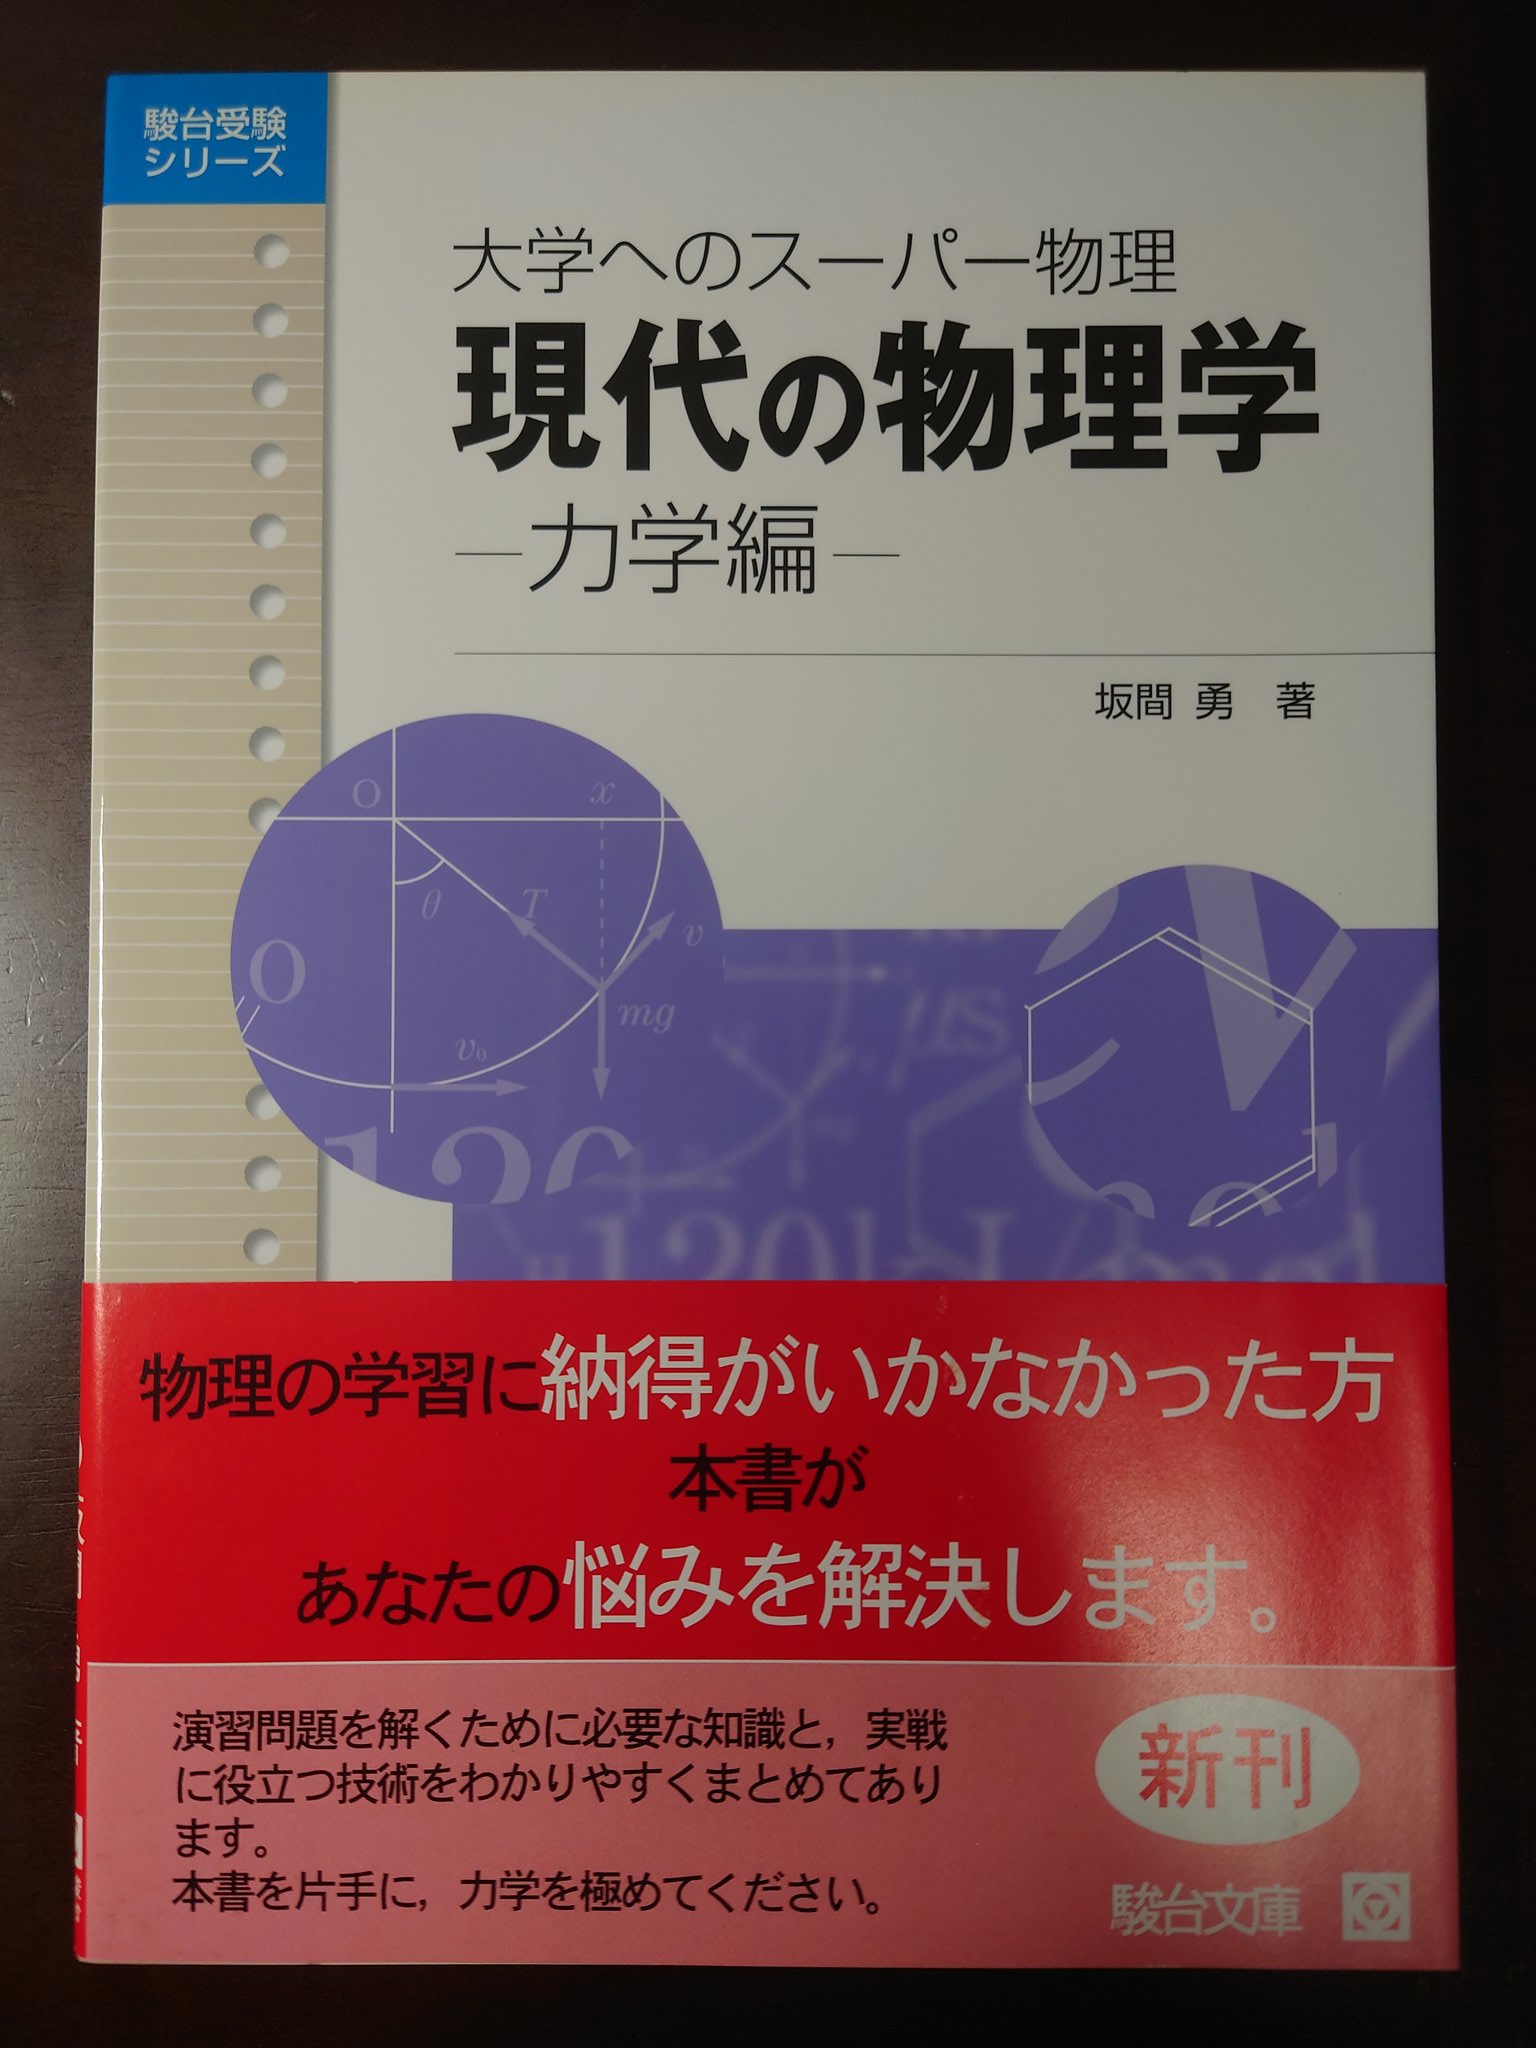 駿台受験
シリーズ
大学へのスーパー物理
現代の物理学
―力学編―
坂間 勇 著
O
x
θ
T
v
O
mg
v₀
120
μs
物理の学習に納得がいかなかった方
本書が
あなたの悩みを解決します。
演習問題を解くために必要な知識と，実戦
に役立つ技術をわかりやすくまとめてあり
ます。
本書を片手に，力学を極めてください。
新刊
駿台文庫